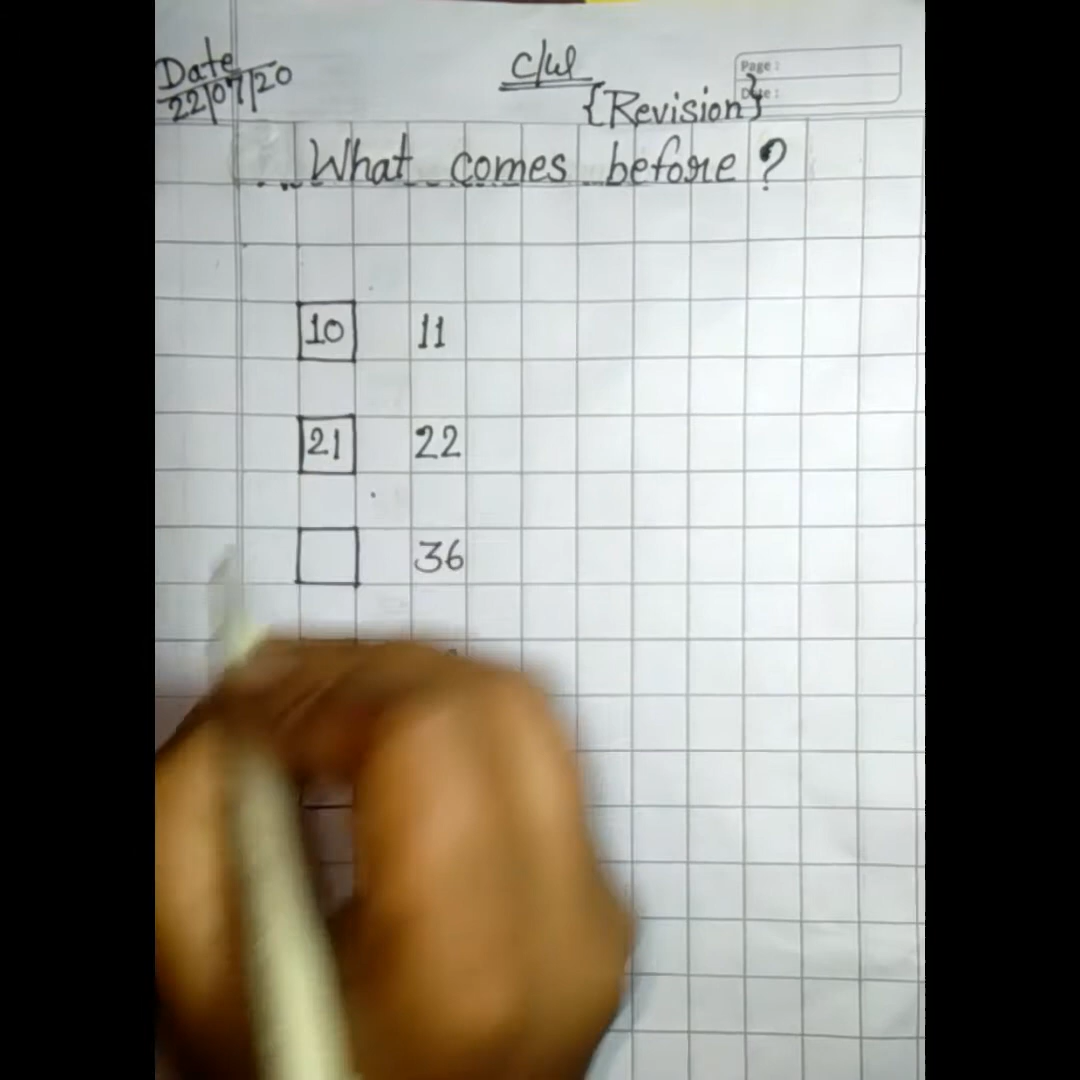 Date
22/07/20
C/W
Page :
Date :
{Revision}
What comes before ?
10 11
21 22
36